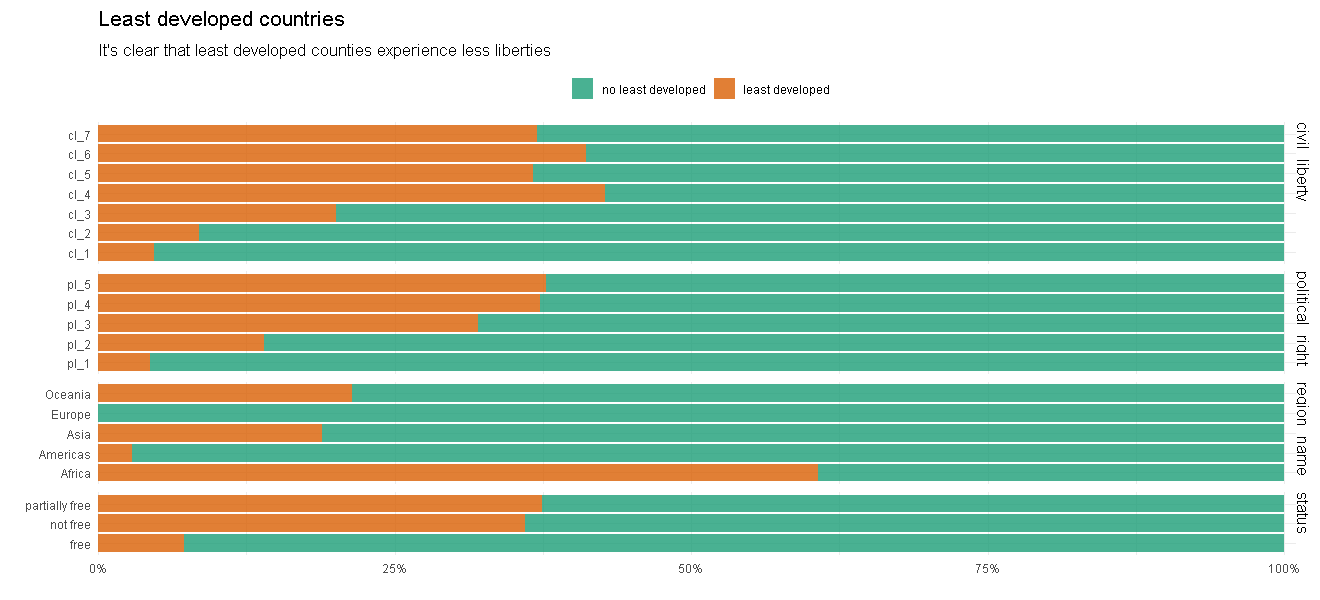 Least developed countries
It's clear that least developed counties experience less liberties
no least developed least developed
cl_7
cl_6
cl_5
cl_4
cl_3
cl_2
cl_1
civil liberty
pl_5
pl_4
pl_3
pl_2
pl_1
political right
Oceania
Europe
Asia
Americas
Africa
region name
partially free
not free
free
status
0% 25% 50% 75% 100%